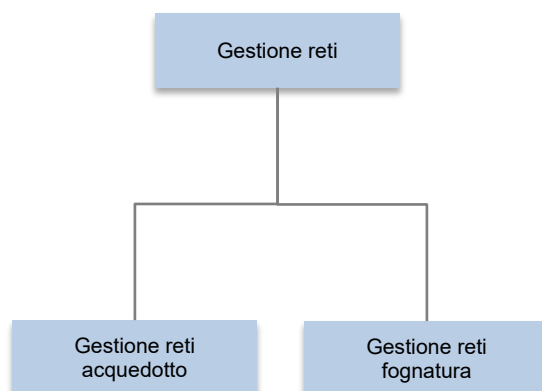 Gestione reti
Gestione reti
acquedotto
Gestione reti
fognatura